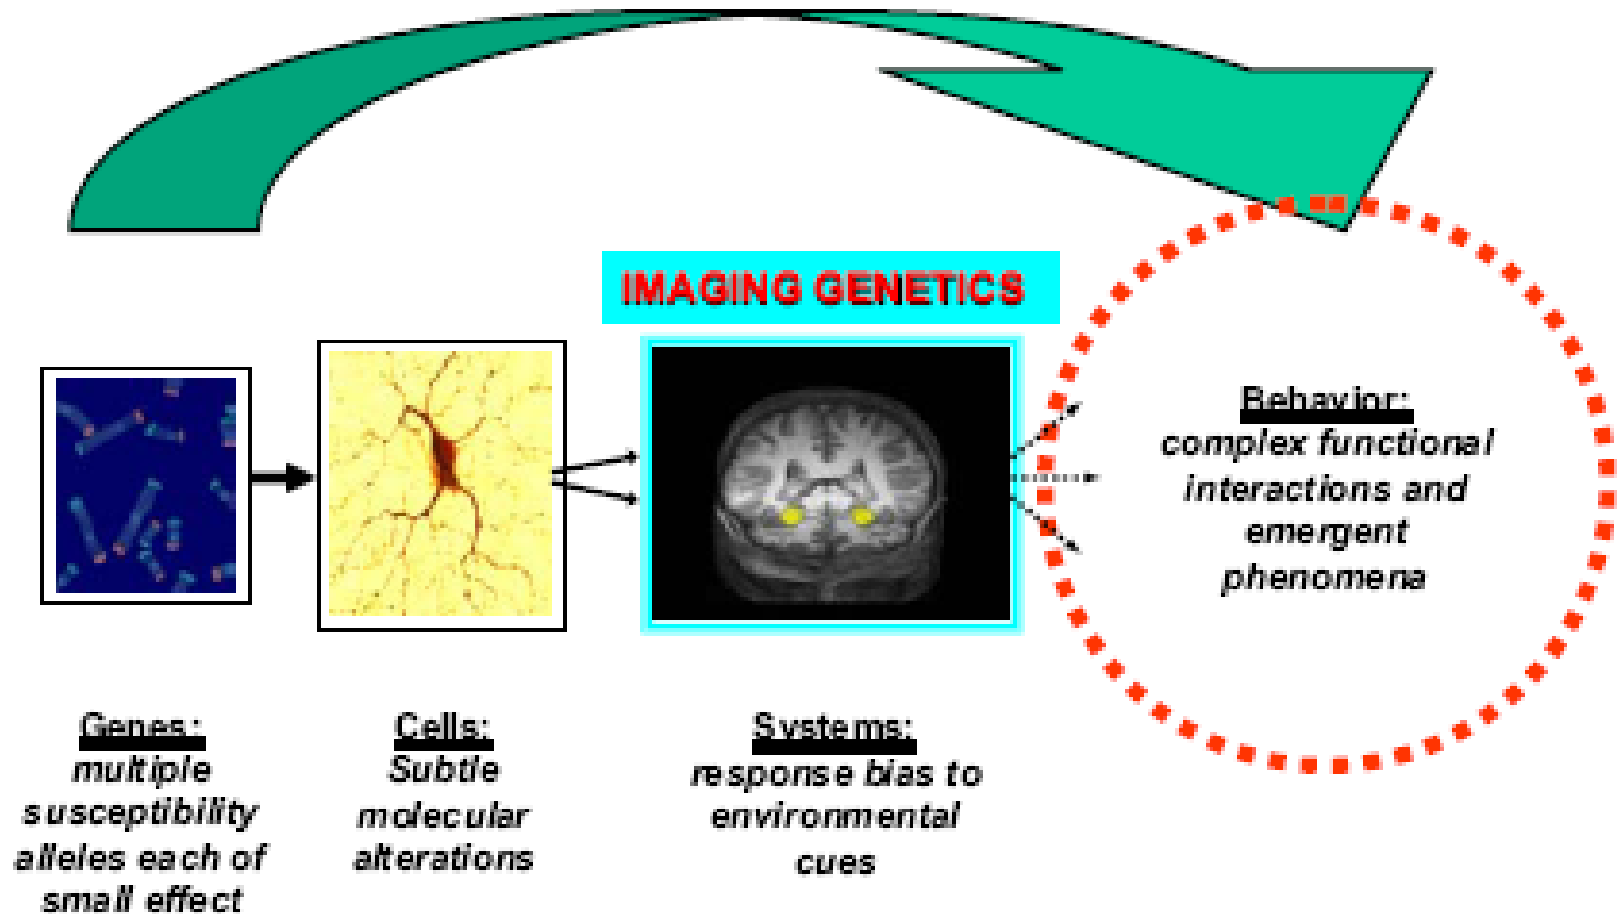 IMAGING GENETICS
Behavior:
complex functional
interactions and
emergent
phenomena
Genes:
multiple
susceptibility
alleles each of
small effect
Cells:
Subtle
molecular
alterations
Systems:
response bias to
environmental
cues